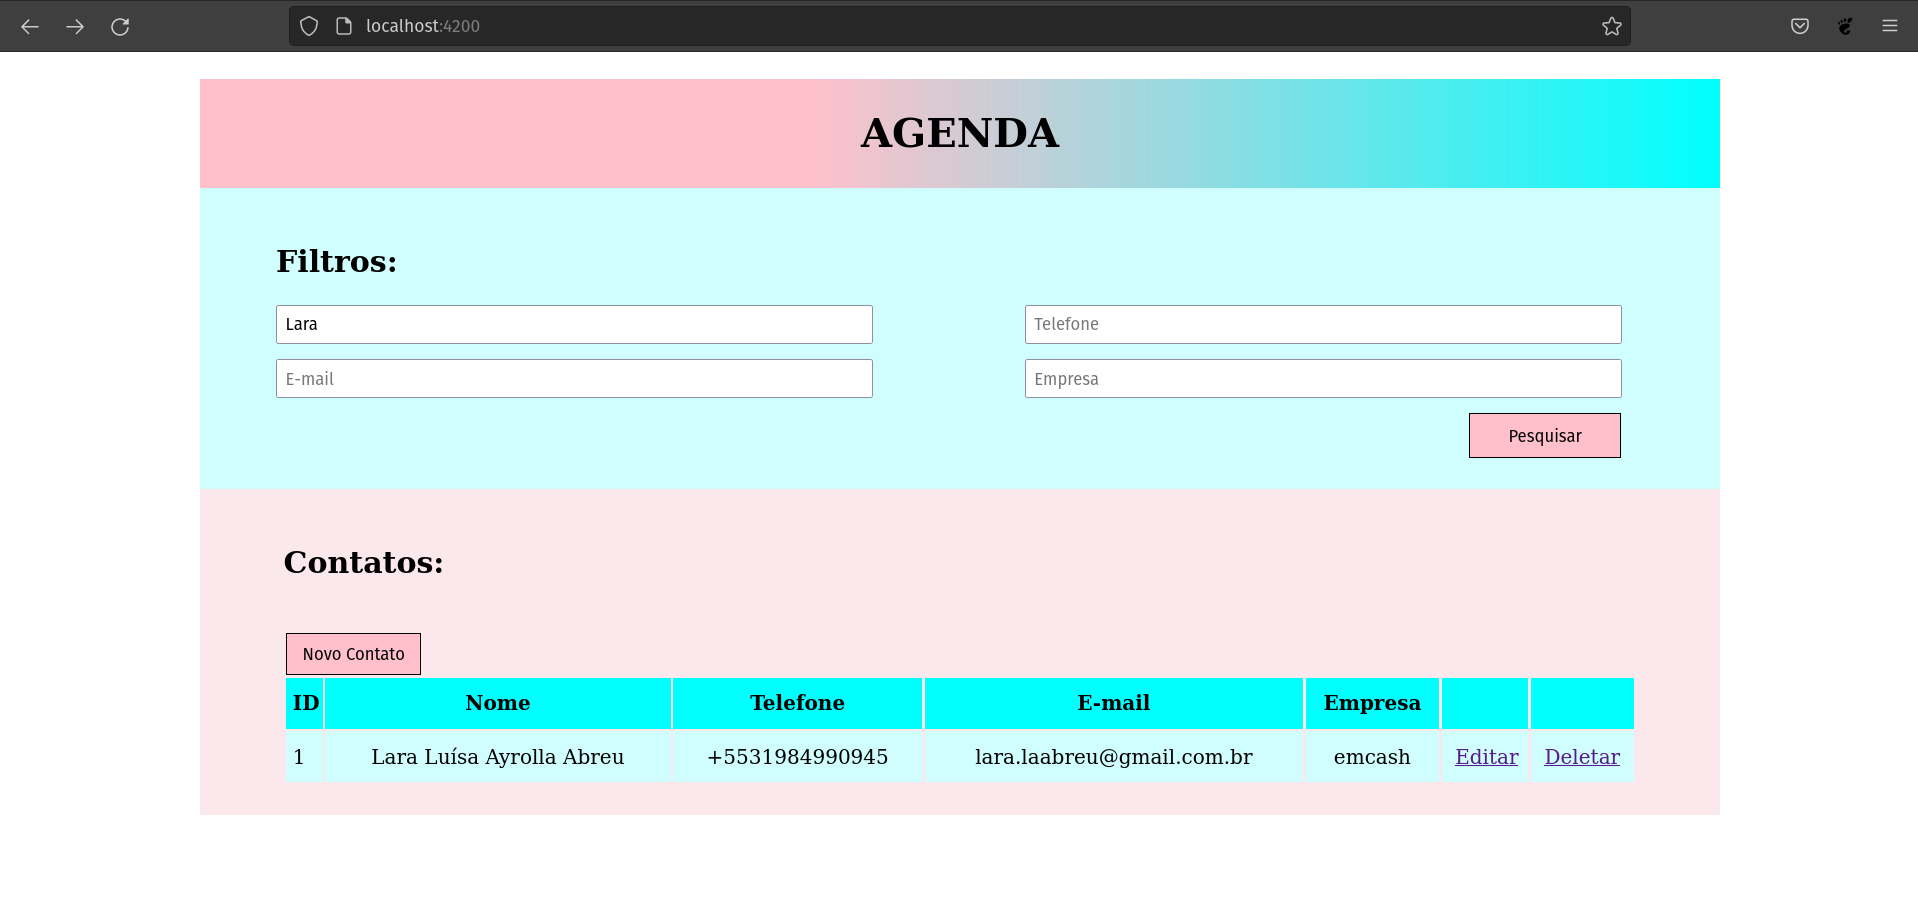 localhost:4200
AGENDA
Filtros:
Lara
Telefone
E-mail
Empresa
Pesquisar
Contatos:
Novo Contato
ID Nome Telefone E-mail Empresa
1 Lara Luísa Ayrolla Abreu +5531984990945 lara.laabreu@gmail.com.br emcash Editar Deletar